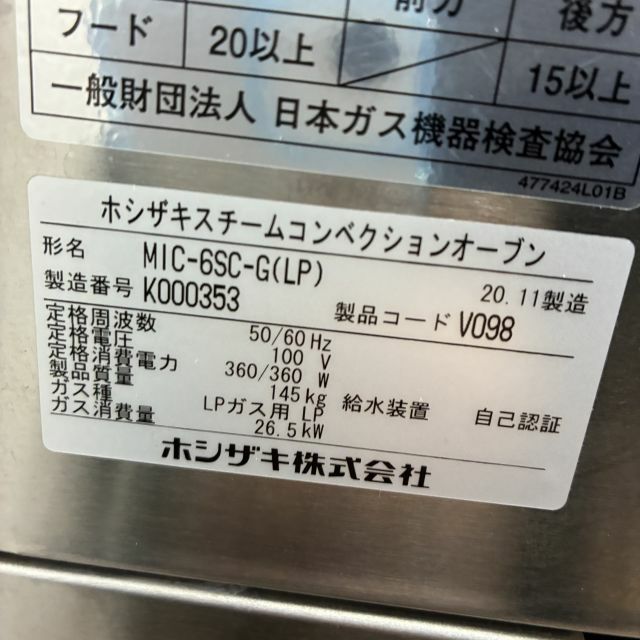 前方 後方
フード 20以上 15以上
一般財団法人 日本ガス機器検査協会
477424L01B
ホシザキスチームコンベクションオーブン
形名 MIC-6SC-G(LP)
製造番号 K000353 20.11製造
製品コード V098
定格周波数 50/60 Hz
定格電圧 100 V
定格消費電力 360/360 W
製品質量 145kg
ガス種 LPガス用 LP 給水装置 自己認証
ガス消費量 26.5kW
ホシザキ株式会社